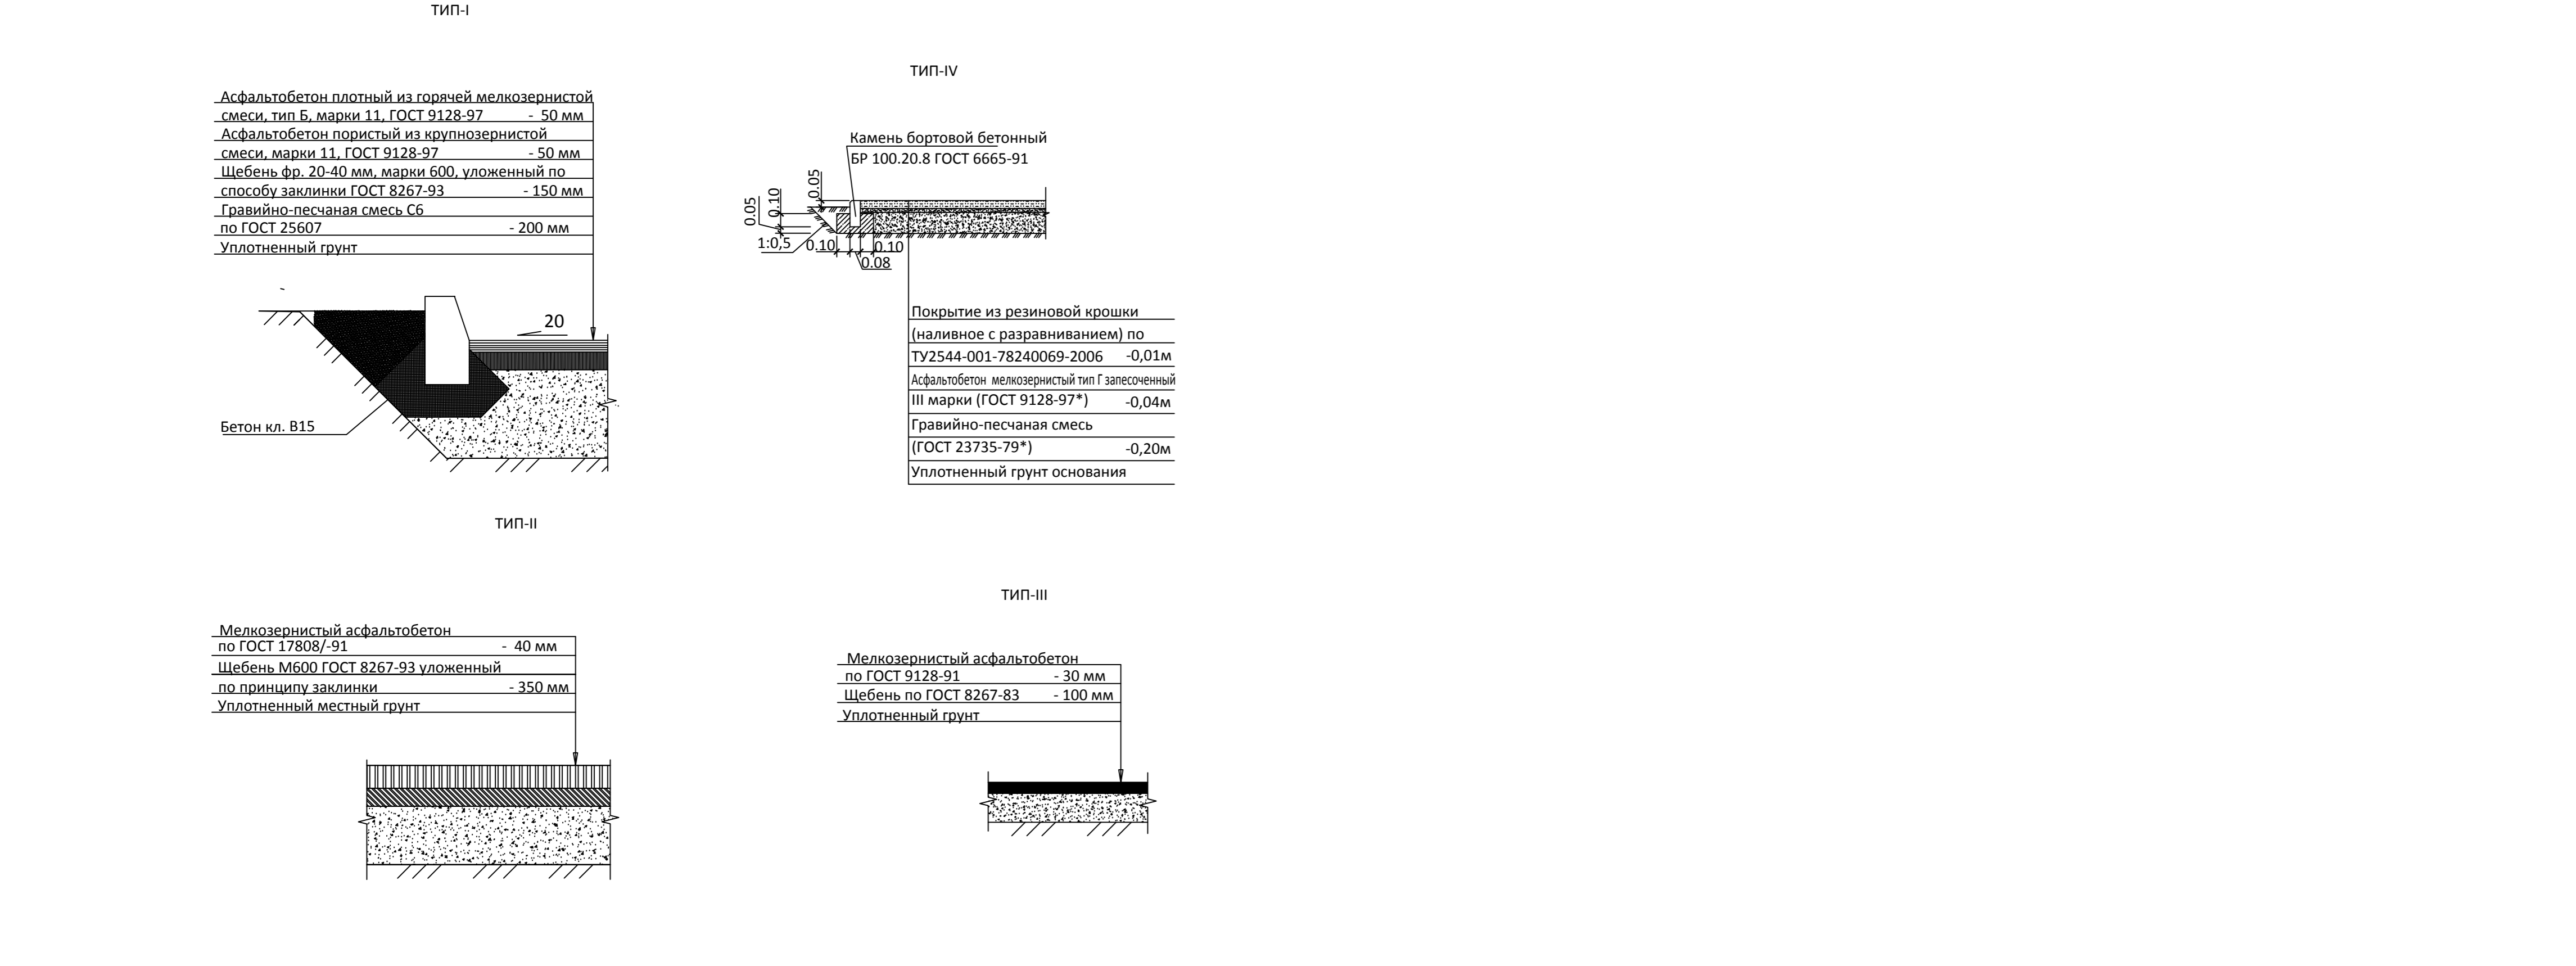 ТИП-I
Асфальтобетон плотный из горячей мелкозернистой
смеси, тип Б, марки 11, ГОСТ 9128-97 - 50 мм
Асфальтобетон пористый из крупнозернистой
смеси, марки 11, ГОСТ 9128-97 - 50 мм
Щебень фр. 20-40 мм, марки 600, уложенный по
способу заклинки ГОСТ 8267-93 - 150 мм
Гравийно-песчаная смесь С6
по ГОСТ 25607 - 200 мм
Уплотненный грунт
20
Бетон кл. В15
ТИП-IV
Камень бортовой бетонный
БР 100.20.8 ГОСТ 6665-91
0.05
0.10
0.05
1:0,5
0.10
0.10
0.08
Покрытие из резиновой крошки
(наливное с разравниванием) по
ТУ2544-001-78240069-2006 -0,01м
Асфальтобетон мелкозернистый тип Г запесоченный
III марки (ГОСТ 9128-97*) -0,04м
Гравийно-песчаная смесь
(ГОСТ 23735-79*) -0,20м
Уплотненный грунт основания
ТИП-II
Мелкозернистый асфальтобетон
по ГОСТ 17808/-91 - 40 мм
Щебень М600 ГОСТ 8267-93 уложенный
по принципу заклинки - 350 мм
Уплотненный местный грунт
ТИП-III
Мелкозернистый асфальтобетон
по ГОСТ 9128-91 - 30 мм
Щебень по ГОСТ 8267-83 - 100 мм
Уплотненный грунт